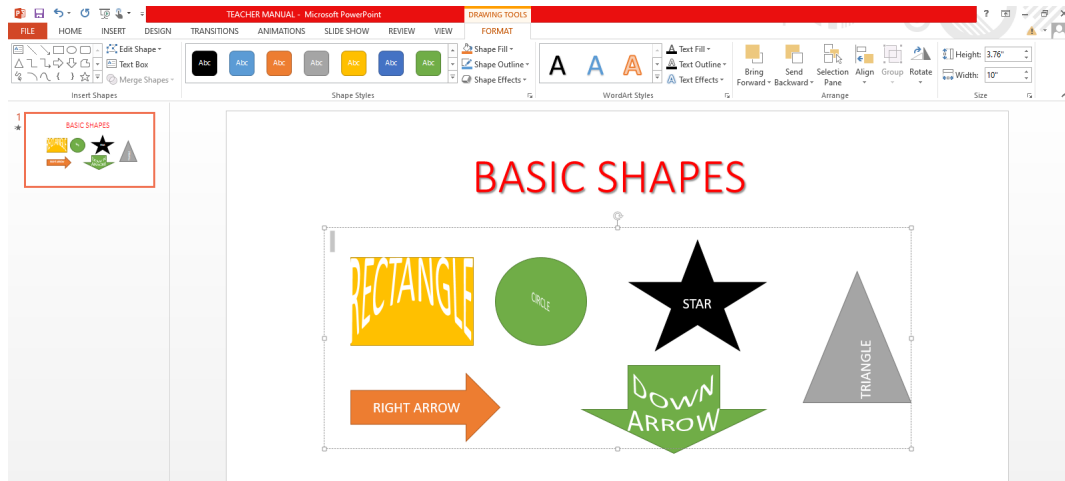 TEACHER MANUAL - Microsoft PowerPoint
DRAWING TOOLS
?
FILE HOME INSERT DESIGN TRANSITIONS ANIMATIONS SLIDE SHOW REVIEW VIEW FORMAT
Edit Shape
Text Box
Merge Shapes
Insert Shapes
Abc Abc Abc Abc Abc Abc Abc
Shape Fill
Shape Outline
Shape Effects
Shape Styles
A A A
Text Fill
Text Outline
Text Effects
WordArt Styles
Bring Forward
Send Backward
Selection Pane
Align
Group
Rotate
Arrange
Height: 3.76"
Width: 10"
Size
1
BASIC SHAPES
BASIC SHAPES
RECTANGLE
CIRCLE
STAR
TRIANGLE
RIGHT ARROW
DOWN
ARROW